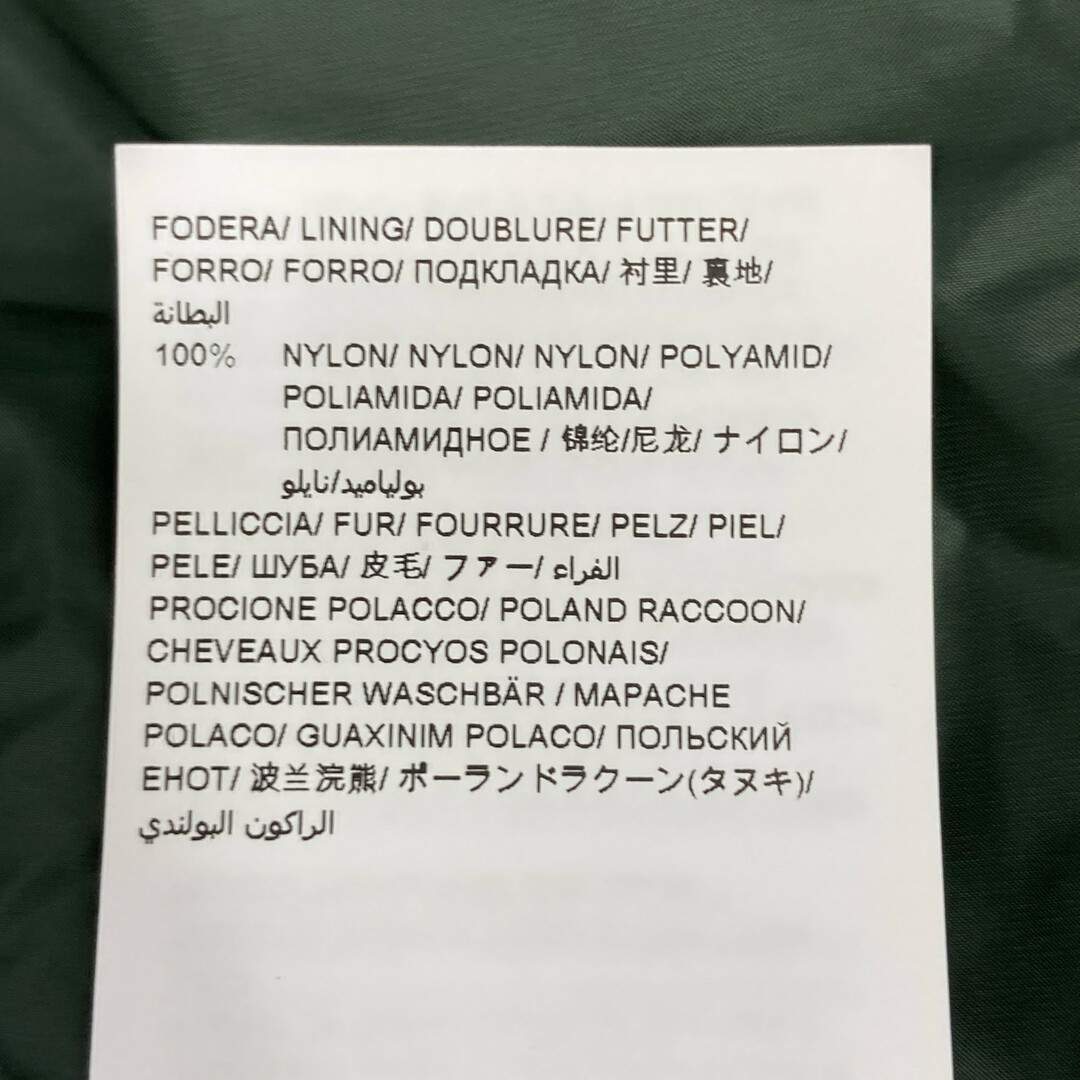 FODERA/ LINING/ DOUBLURE/ FUTTER/
FORRO/ FORRO/ ПОДКЛАДКА/ 衬里/ 裏地/
البطانة
100% NYLON/ NYLON/ NYLON/ POLYAMID/
POLIAMIDA/ POLIAMIDA/
ПОЛИАМИДНОЕ / 锦纶/尼龙/ ナイロン/
بولياميد/نايلو
PELLICCIA/ FUR/ FOURRURE/ PELZ/ PIEL/
PELE/ ШУБА/ 皮毛/ ファー/ الفراء
PROCIONE POLACCO/ POLAND RACCOON/
CHEVEAUX PROCYOS POLONAIS/
POLNISCHER WASCHBÄR / MAPACHE
POLACO/ GUAXINIM POLACO/ ПОЛЬСКИЙ
ЕНОТ/ 波兰浣熊/ ポーランドラクーン(タヌキ)/
الراكون البولندي